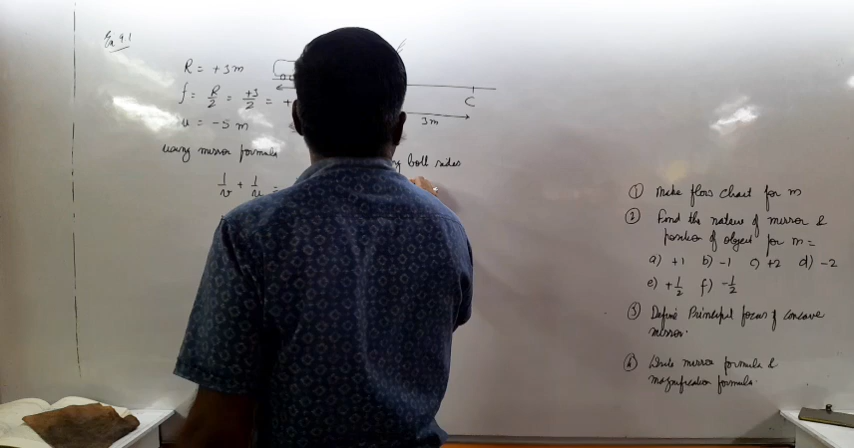 Ex 9.1
R = +3m
f = R/2 = +3/2 = +
C
u = -5 m
3m
using mirror formula
both sides
1/v + 1/u =
① Make flow chart for m
② Find the nature of mirror &
position of object for m =
a) +1 b) -1 c) +2 d) -2
e) +1/2 f) -1/2
③ Define Principal focus of concave
mirror.
④ Write mirror formula &
magnification formula.